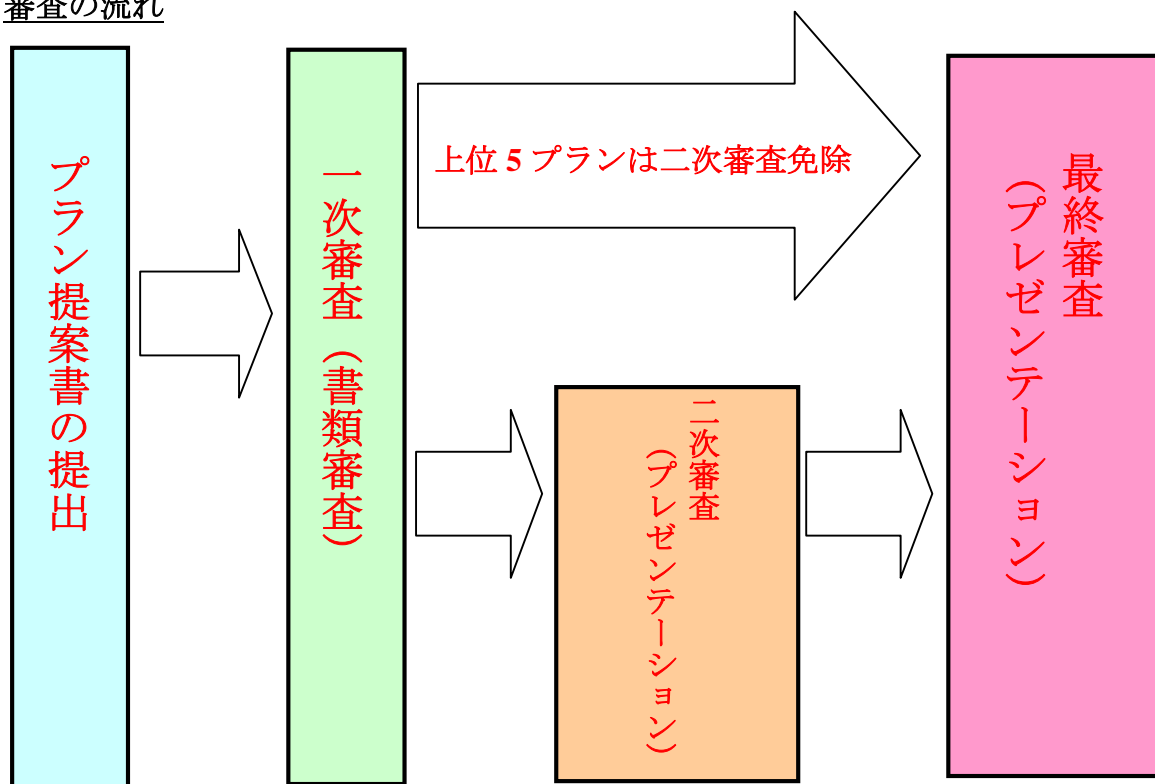 審査の流れ
プラン提案書の提出
一次審査（書類審査）
上位 5 プランは二次審査免除
二次審査
（プレゼンテーション）
最終審査
（プレゼンテーション）